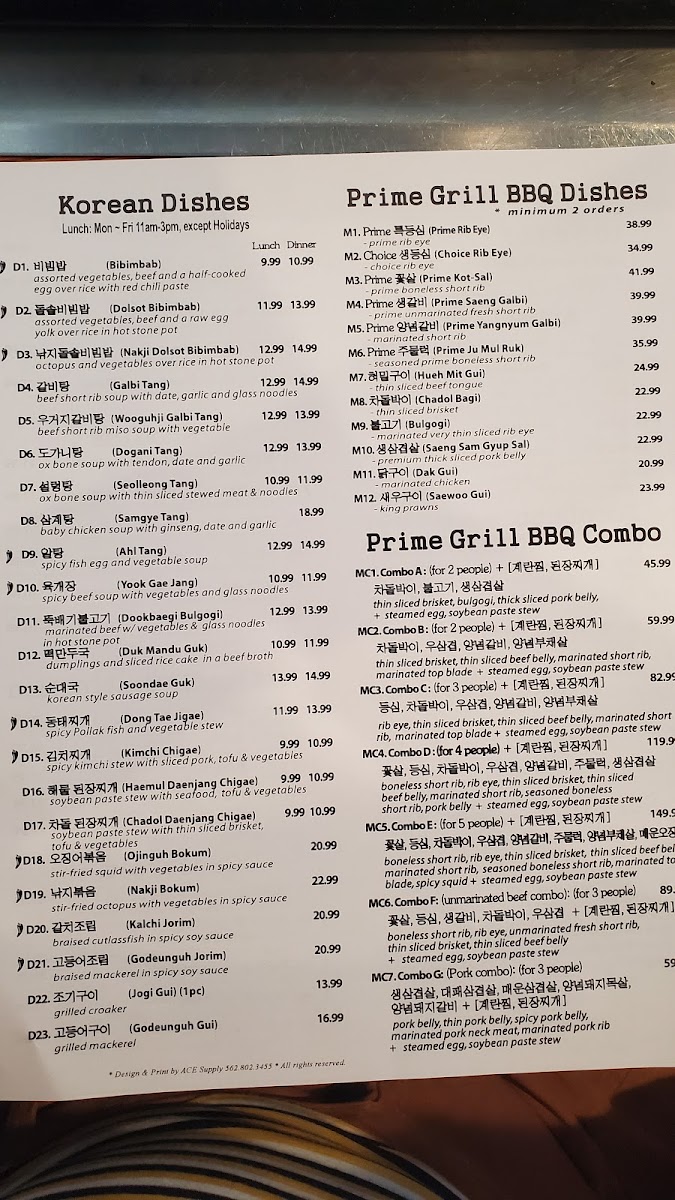 Korean Dishes
Lunch: Mon ~ Fri 11am-3pm, except Holidays
Lunch Dinner
D1. 비빔밥 (Bibimbab) 9.99 10.99
assorted vegetables, beef and a half-cooked
egg over rice with red chili paste
D2. 돌솥비빔밥 (Dolsot Bibimbab) 11.99 13.99
assorted vegetables, beef and a raw egg
yolk over rice in hot stone pot
D3. 낚지돌솥비빔밥 (Nakji Dolsot Bibimbab) 12.99 14.99
octopus and vegetables over rice in hot stone pot
D4. 갈비탕 (Galbi Tang) 12.99 14.99
beef short rib soup with date, garlic and glass noodles
D5. 우거지갈비탕 (Wooguhji Galbi Tang) 12.99 13.99
beef short rib miso soup with vegetable
D6. 도가니탕 (Dogani Tang) 12.99 13.99
ox bone soup with tendon, date and garlic
D7. 설렁탕 (Seolleong Tang) 10.99 11.99
ox bone soup with thin sliced stewed meat & noodles
D8. 삼계탕 (Samgye Tang) 18.99
baby chicken soup with ginseng, date and garlic
D9. 알탕 (Ahl Tang) 12.99 14.99
spicy fish egg and vegetable soup
D10. 육개장 (Yook Gae Jang) 10.99 11.99
spicy beef soup with vegetables and glass noodles
D11. 뚝배기불고기 (Dookbaegi Bulgogi) 12.99 13.99
marinated beef w/ vegetables & glass noodles
in hot stone pot
D12. 떡만두국 (Duk Mandu Guk) 10.99 11.99
dumplings and sliced rice cake in a beef broth
D13. 순대국 (Soondae Guk) 13.99 14.99
korean style sausage soup
D14. 동태찌개 (Dong Tae Jigae) 11.99 13.99
spicy Pollak fish and vegetable stew
D15. 김치찌개 (Kimchi Chigae) 9.99 10.99
spicy kimchi stew with sliced pork, tofu & vegetables
D16. 해물 된장찌개 (Haemul Daenjang Chigae) 9.99 10.99
soybean paste stew with seafood, tofu & vegetables
D17. 차돌 된장찌개 (Chadol Daenjang Chigae) 9.99 10.99
soybean paste stew with thin sliced brisket,
tofu & vegetables
D18. 오징어볶음 (Ojinguh Bokum) 20.99
stir-fried squid with vegetables in spicy sauce
D19. 낚지볶음 (Nakji Bokum) 22.99
stir-fried octopus with vegetables in spicy sauce
D20. 갈치조림 (Kalchi Jorim) 20.99
braised cutlassfish in spicy soy sauce
D21. 고등어조림 (Godeunguh Jorim) 20.99
braised mackerel in spicy soy sauce
D22. 조기구이 (Jogi Gui) (1pc) 13.99
grilled croaker
D23. 고등어구이 (Godeunguh Gui) 16.99
grilled mackerel
* Design & Print by ACE Supply 562.802.3455 * All rights reserved.
Prime Grill BBQ Dishes
* minimum 2 orders
M1. Prime 특등심 (Prime Rib Eye) 38.99
- prime rib eye
M2. Choice 생등심 (Choice Rib Eye) 34.99
- choice rib eye
M3. Prime 꽃살 (Prime Kot-Sal) 41.99
- prime boneless short rib
M4. Prime 생갈비 (Prime Saeng Galbi) 39.99
- prime unmarinated fresh short rib
M5. Prime 양념갈비 (Prime Yangnyum Galbi) 39.99
- marinated short rib
M6. Prime 주물럭 (Prime Ju Mul Ruk) 35.99
- seasoned prime boneless short rib
M7. 혀밑구이 (Hueh Mit Gui) 24.99
- thin sliced beef tongue
M8. 차돌박이 (Chadol Bagi) 22.99
- thin sliced brisket
M9. 불고기 (Bulgogi) 22.99
- marinated very thin sliced rib eye
M10. 생삼겹살 (Saeng Sam Gyup Sal) 22.99
- premium thick sliced pork belly
M11. 닭구이 (Dak Gui) 20.99
- marinated chicken
M12. 새우구이 (Saewoo Gui) 23.99
- king prawns
Prime Grill BBQ Combo
MC1. Combo A : (for 2 people) + [계란찜, 된장찌개] 45.99
차돌박이, 불고기, 생삼겹살
thin sliced brisket, bulgogi, thick sliced pork belly,
+ steamed egg, soybean paste stew
MC2. Combo B : (for 2 people) + [계란찜, 된장찌개] 59.99
차돌박이, 우삼겹, 양념갈비, 양념부채살
thin sliced brisket, thin sliced beef belly, marinated short rib,
marinated top blade + steamed egg, soybean paste stew
MC3. Combo C : (for 3 people) + [계란찜, 된장찌개] 82.99
등심, 차돌박이, 우삼겹, 양념갈비, 양념부채살
rib eye, thin sliced brisket, thin sliced beef belly, marinated short
rib, marinated top blade + steamed egg, soybean paste stew
MC4. Combo D : (for 4 people) + [계란찜, 된장찌개] 119.9
꽃살, 등심, 차돌박이, 우삼겹, 양념갈비, 주물럭, 생삼겹살
boneless short rib, rib eye, thin sliced brisket, thin sliced
beef belly, marinated short rib, seasoned boneless
short rib, pork belly + steamed egg, soybean paste stew
MC5. Combo E : (for 5 people) + [계란찜, 된장찌개] 149.
꽃살, 등심, 차돌박이, 우삼겹, 양념갈비, 주물럭, 양념부채살, 매운오징
boneless short rib, rib eye, thin sliced brisket, thin sliced beef bel
marinated short rib, seasoned boneless short rib, marinated to
blade, spicy squid + steamed egg, soybean paste stew
MC6. Combo F: (unmarinated beef combo): (for 3 people) 89.
꽃살, 등심, 생갈비, 차돌박이, 우삼겹 + [계란찜, 된장찌개]
boneless short rib, rib eye, unmarinated fresh short rib,
thin sliced brisket, thin sliced beef belly
+ steamed egg, soybean paste stew
MC7. Combo G: (Pork combo): (for 3 people) 59
생삼겹살, 대패삼겹살, 매운삼겹살, 양념돼지목살,
양념돼지갈비 + [계란찜, 된장찌개]
pork belly, thin pork belly, spicy pork belly,
marinated pork neck meat, marinated pork rib
+ steamed egg, soybean paste stew